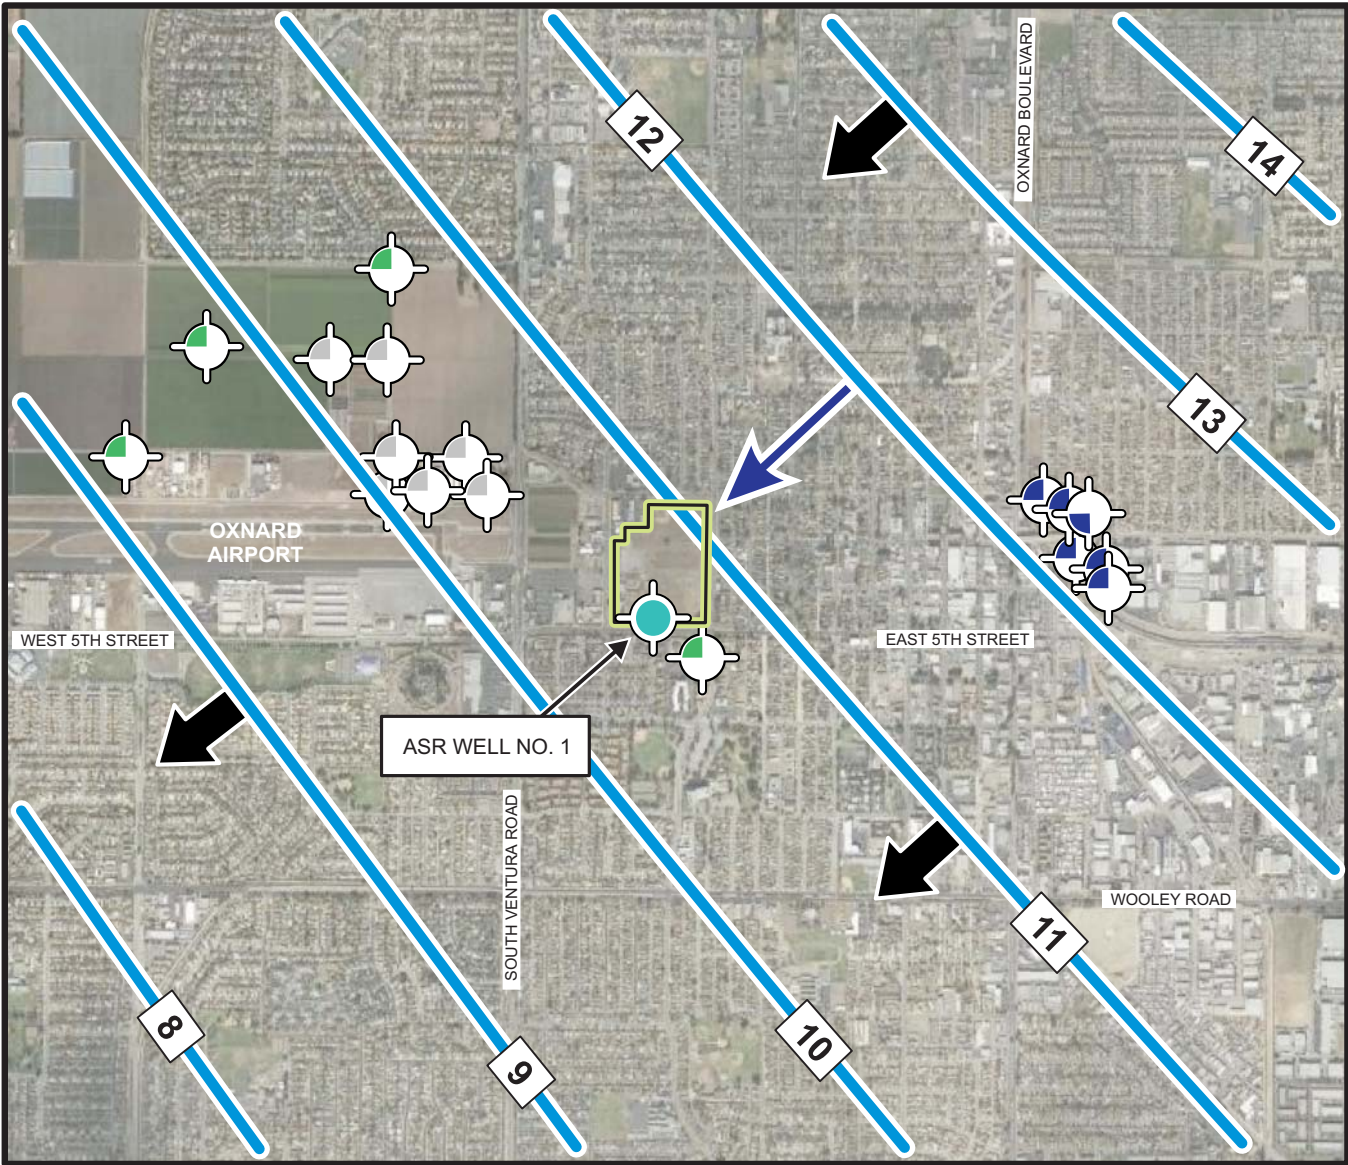 OXNARD BOULEVARD
12
14
13
OXNARD
AIRPORT
WEST 5TH STREET
EAST 5TH STREET
ASR WELL NO. 1
SOUTH VENTURA ROAD
WOOLEY ROAD
11
8
9
10